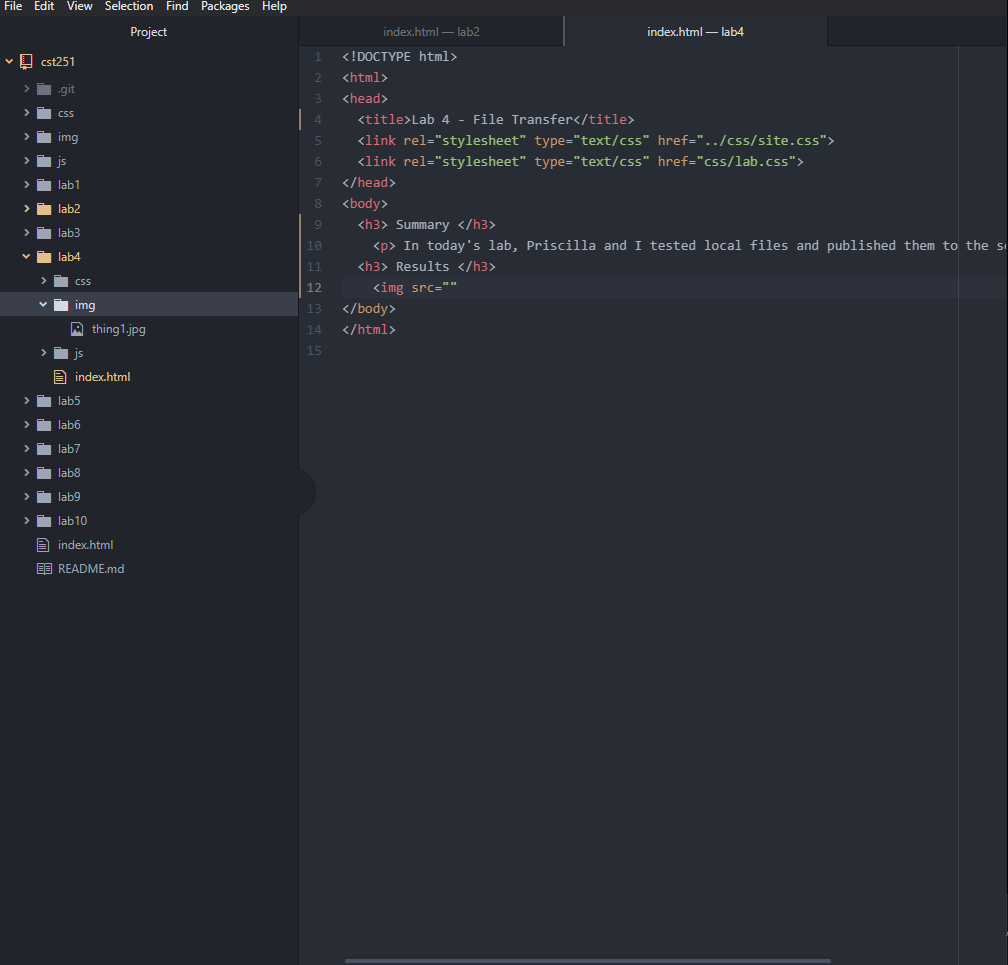 File Edit View Selection Find Packages Help
Project
cst251
.git
css
img
js
lab1
lab2
lab3
lab4
css
img
thing1.jpg
js
index.html
lab5
lab6
lab7
lab8
lab9
lab10
index.html
README.md
index.html — lab2
index.html — lab4
1 <!DOCTYPE html>
2 <html>
3 <head>
4 <title>Lab 4 - File Transfer</title>
5 <link rel="stylesheet" type="text/css" href="../css/site.css">
6 <link rel="stylesheet" type="text/css" href="css/lab.css">
7 </head>
8 <body>
9 <h3> Summary </h3>
10 <p> In today's lab, Priscilla and I tested local files and published them to the
11 <h3> Results </h3>
12 <img src=""
13 </body>
14 </html>
15